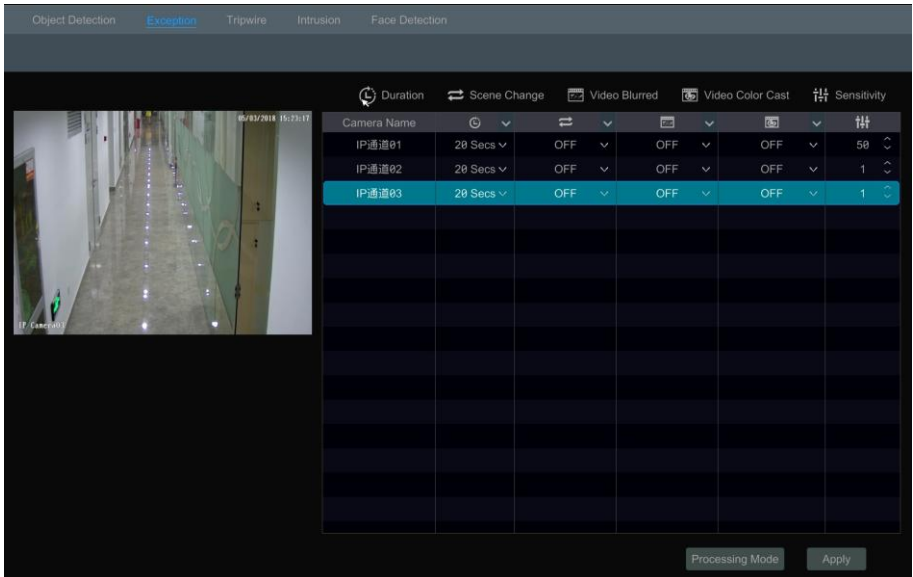 Object Detection Exception Tripwire Intrusion Face Detection
Duration Scene Change Video Blurred Video Color Cast Sensitivity
05/03/2018 15:23:17
Camera Name
IP通道01 20 Secs OFF OFF OFF 50
IP通道02 20 Secs OFF OFF OFF 1
IP通道03 20 Secs OFF OFF OFF 1
IP Camera03
Processing Mode Apply